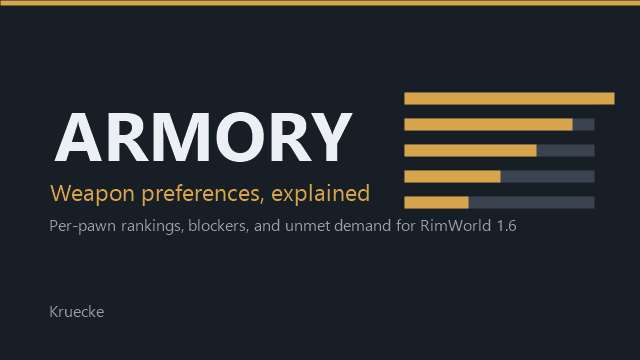 ARMORY
Weapon preferences, explained
Per-pawn rankings, blockers, and unmet demand for RimWorld 1.6
Kruecke